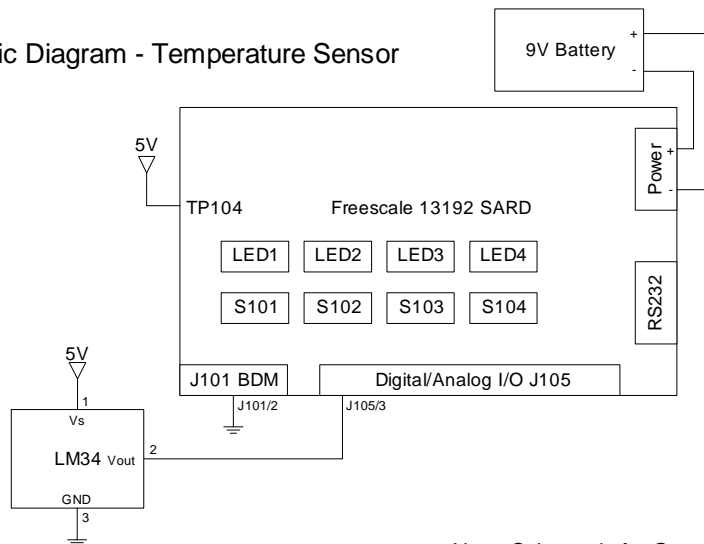 ic Diagram - Temperature Sensor
9V Battery
+
-
5V
TP104
Freescale 13192 SARD
Power
+
-
LED1 LED2 LED3 LED4
S101 S102 S103 S104
RS232
5V
J101 BDM
Digital/Analog I/O J105
J101/2
J105/3
1
Vs
LM34 Vout
2
GND
3